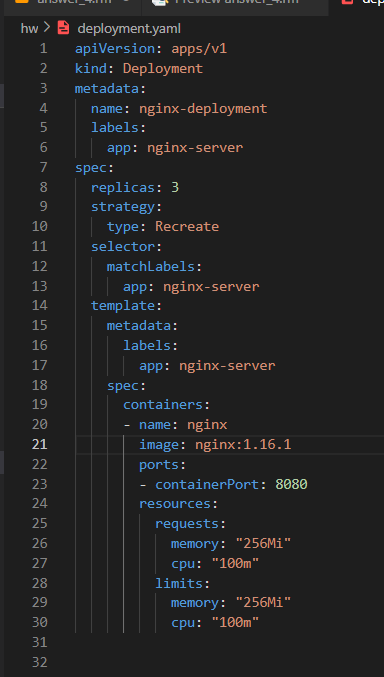 Preview answer_4.rm
hw > deployment.yaml
1 apiVersion: apps/v1
2 kind: Deployment
3 metadata:
4   name: nginx-deployment
5   labels:
6     app: nginx-server
7 spec:
8   replicas: 3
9   strategy:
10     type: Recreate
11   selector:
12     matchLabels:
13       app: nginx-server
14   template:
15     metadata:
16       labels:
17         app: nginx-server
18     spec:
19       containers:
20       - name: nginx
21         image: nginx:1.16.1
22         ports:
23         - containerPort: 8080
24         resources:
25           requests:
26             memory: "256Mi"
27             cpu: "100m"
28           limits:
29             memory: "256Mi"
30             cpu: "100m"
31
32